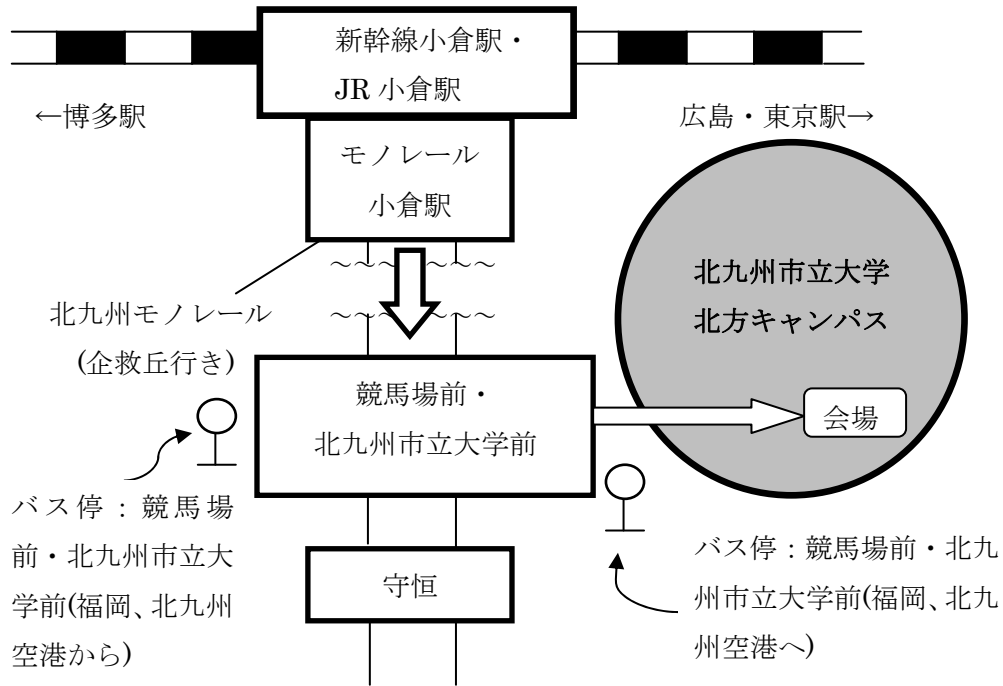 新幹線小倉駅・
JR 小倉駅
←博多駅
広島・東京駅→
モノレール
小倉駅
北九州市立大学
北方キャンパス
北九州モノレール
(企救丘行き)
競馬場前・
北九州市立大学前
会場
バス停：競馬場
前・北九州市立大
学前(福岡、北九州
空港から)
バス停：競馬場前・北九
州市立大学前(福岡、北九
州空港へ)
守恒